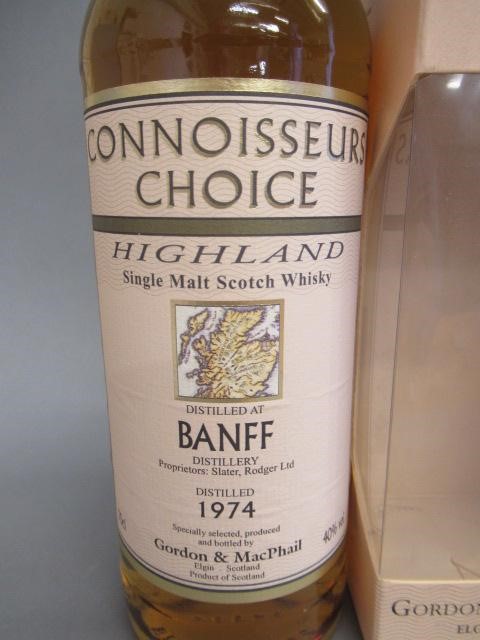 CONNOISSEURS
CHOICE
HIGHLAND
Single Malt Scotch Whisky
DISTILLED AT
BANFF
DISTILLERY
Proprietors: Slater, Rodger Ltd
DISTILLED
1974
Specially selected, produced
and bottled by
40% vol
Gordon & MacPhail
Elgin - Scotland
Product of Scotland
GORDON